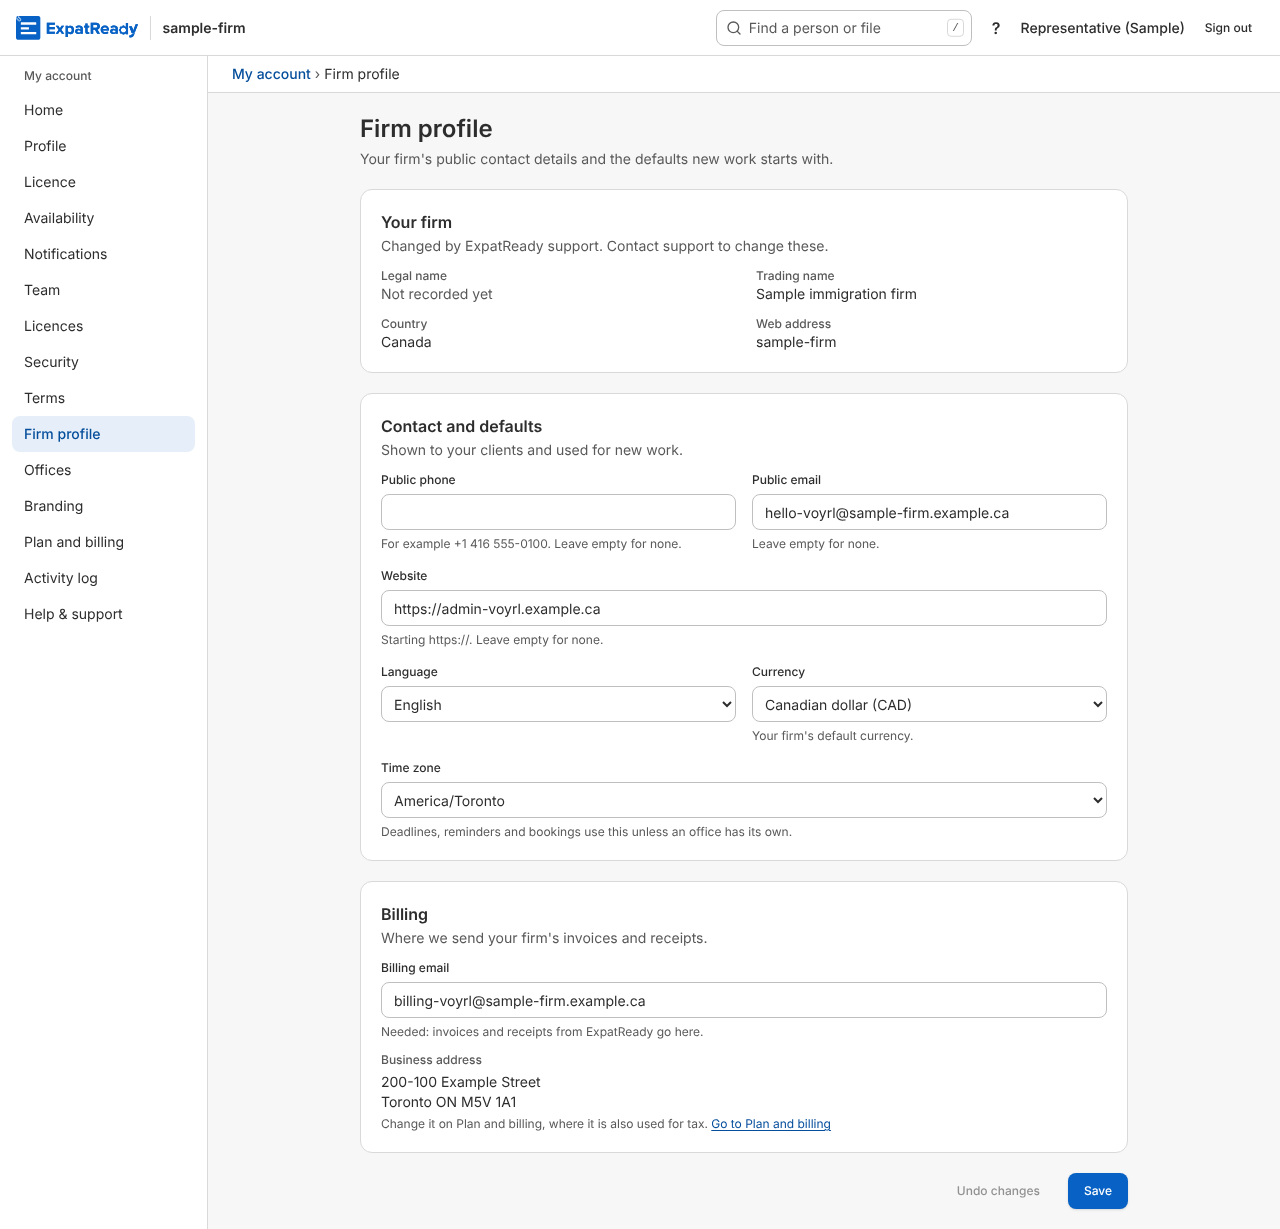 ExpatReady
sample-firm
Find a person or file
/
?
Representative (Sample)
Sign out
My account
Home
Profile
Licence
Availability
Notifications
Team
Licences
Security
Terms
Firm profile
Offices
Branding
Plan and billing
Activity log
Help & support
My account › Firm profile
Firm profile
Your firm's public contact details and the defaults new work starts with.
Your firm
Changed by ExpatReady support. Contact support to change these.
Legal name
Not recorded yet
Trading name
Sample immigration firm
Country
Canada
Web address
sample-firm
Contact and defaults
Shown to your clients and used for new work.
Public phone
For example +1 416 555-0100. Leave empty for none.
Public email
hello-voyrl@sample-firm.example.ca
Leave empty for none.
Website
https://admin-voyrl.example.ca
Starting https://. Leave empty for none.
Language
English
Currency
Canadian dollar (CAD)
Your firm's default currency.
Time zone
America/Toronto
Deadlines, reminders and bookings use this unless an office has its own.
Billing
Where we send your firm's invoices and receipts.
Billing email
billing-voyrl@sample-firm.example.ca
Needed: invoices and receipts from ExpatReady go here.
Business address
200-100 Example Street
Toronto ON M5V 1A1
Change it on Plan and billing, where it is also used for tax. Go to Plan and billing
Undo changes
Save